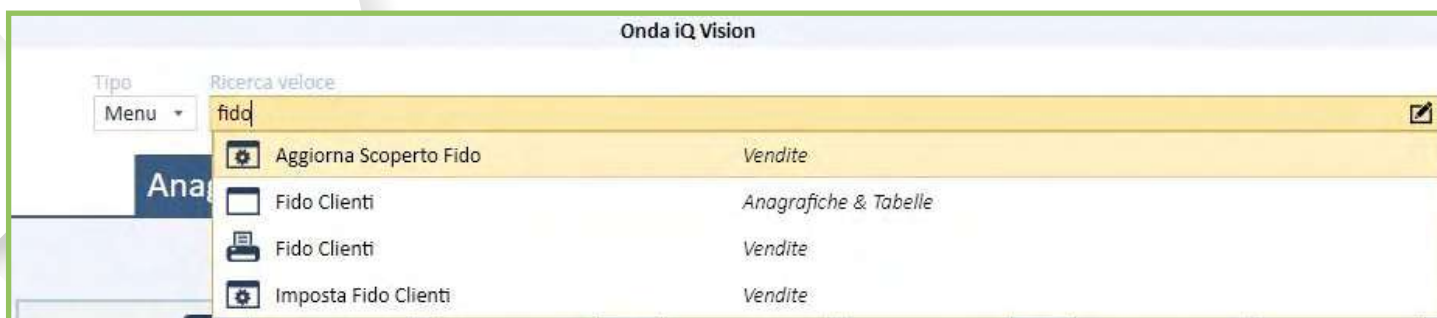 Onda iQ Vision
Tipo Ricerca veloce
Menu fido
Aggiorna Scoperto Fido Vendite
Anag
Fido Clienti Anagrafiche & Tabelle
Fido Clienti Vendite
Imposta Fido Clienti Vendite